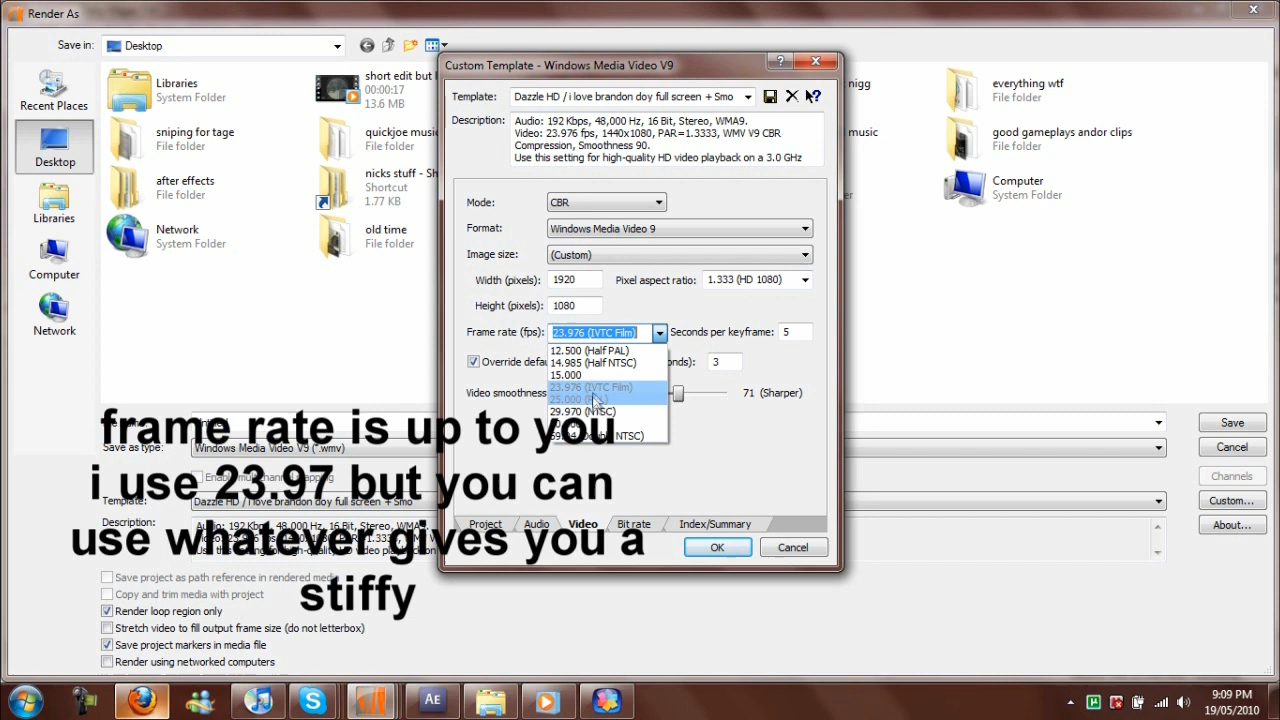 Render As
Save in:
Desktop
Recent Places
Desktop
Libraries
Computer
Network
Libraries
System Folder
sniping for tage
File folder
after effects
File folder
Network
System Folder
short edit but
00:00:17
13.6 MB
quickjoe music
File folder
nicks stuff - Sh
Shortcut
1.77 KB
old time
File folder
nigg
music
everything wtf
File folder
good gameplays andor clips
File folder
Computer
System Folder
Custom Template - Windows Media Video V9
Template:
Dazzle HD / i love brandon doy full screen + Smo
Description:
Audio: 192 Kbps, 48,000 Hz, 16 Bit, Stereo, WMA9.
Video: 23.976 fps, 1440x1080, PAR=1.3333, WMV V9 CBR
Compression, Smoothness 90.
Use this setting for high-quality HD video playback on a 3.0 GHz
Mode:
CBR
Format:
Windows Media Video 9
Image size:
(Custom)
Width (pixels):
1920
Pixel aspect ratio:
1.333 (HD 1080)
Height (pixels):
1080
Frame rate (fps):
23.976 (IVTC Film)
Seconds per keyframe:
5
12.500 (Half PAL)
14.985 (Half NTSC)
15.000
23.976 (IVTC Film)
25.000
29.970 (NTSC)
NTSC)
Override defau
onds):
3
Video smoothness
71 (Sharper)
Project
Audio
Video
Bit rate
Index/Summary
OK
Cancel
frame rate is up to you
i use 23.97 but you can
use whatever gives you a
stiffy
Save as type:
Windows Media Video V9 (*.wmv)
Template:
Dazzle HD / i love brandon doy full screen + Smo
Description:
Audio: 192 Kbps, 48,000 Hz, 16 Bit, Stereo, WMA
Save project as path reference in rendered media
Copy and trim media with project
Render loop region only
Stretch video to fill output frame size (do not letterbox)
Save project markers in media file
Render using networked computers
Save
Cancel
Channels
Custom...
About...
AE
9:09 PM
19/05/2010